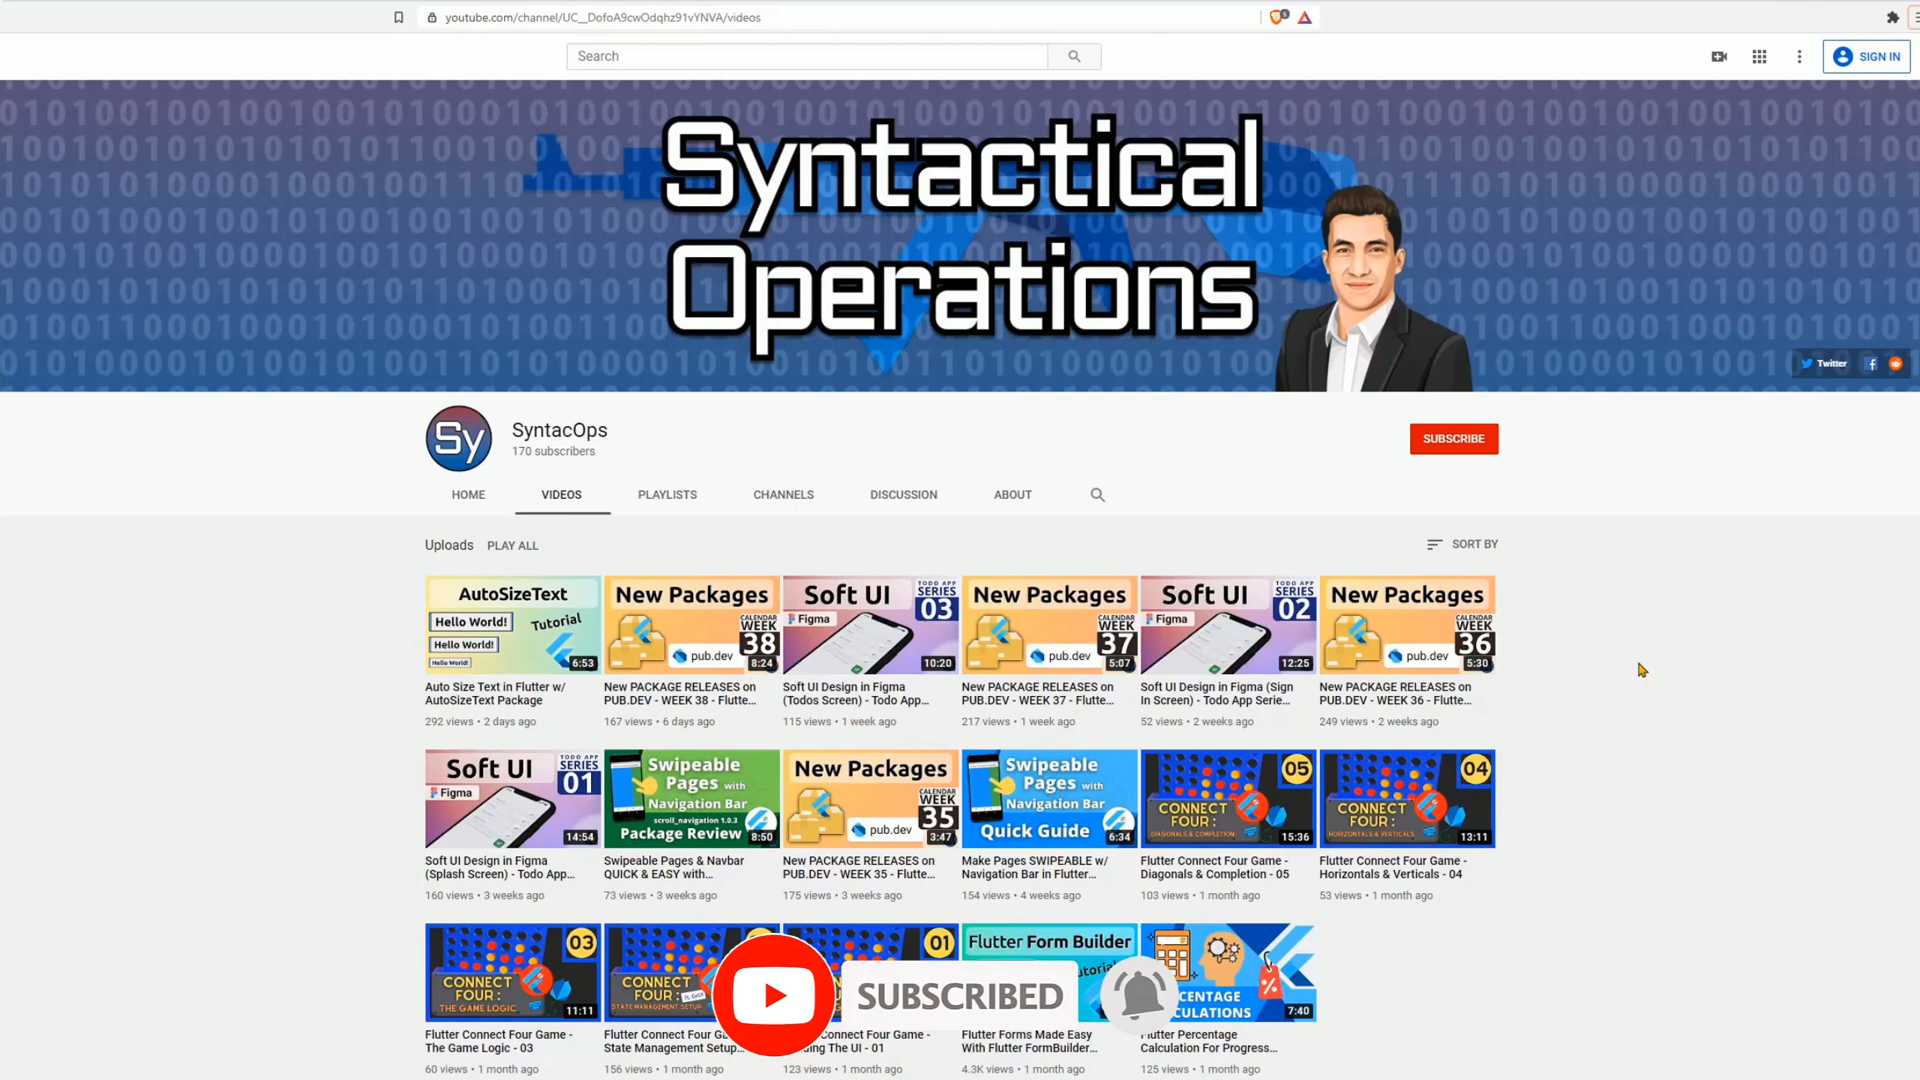 youtube.com/channel/UC__DofoA9cwOdqhz91vYNVA/videos
Search
SIGN IN
Syntactical
Operations
Twitter
Sy
SyntacOps
170 subscribers
SUBSCRIBE
HOME VIDEOS PLAYLISTS CHANNELS DISCUSSION ABOUT
Uploads PLAY ALL
SORT BY
AutoSizeText
Hello World!
Tutorial
Hello World!
Hello World!
6:53
Auto Size Text in Flutter w/
AutoSizeText Package
292 views • 2 days ago
New Packages
CALENDAR
WEEK
38
pub.dev
8:24
New PACKAGE RELEASES on
PUB.DEV - WEEK 38 - Flutte...
167 views • 6 days ago
Soft UI
TODO APP
SERIES
03
Figma
10:20
Soft UI Design in Figma
(Todos Screen) - Todo App...
115 views • 1 week ago
New Packages
CALENDAR
WEEK
37
pub.dev
5:07
New PACKAGE RELEASES on
PUB.DEV - WEEK 37 - Flutte...
217 views • 1 week ago
Soft UI
TODO APP
SERIES
02
Figma
12:25
Soft UI Design in Figma (Sign
In Screen) - Todo App Serie...
52 views • 2 weeks ago
New Packages
CALENDAR
WEEK
36
pub.dev
5:30
New PACKAGE RELEASES on
PUB.DEV - WEEK 36 - Flutte...
249 views • 2 weeks ago
Soft UI
TODO APP
SERIES
01
Figma
14:54
Soft UI Design in Figma
(Splash Screen) - Todo App...
160 views • 3 weeks ago
Swipeable
Pages with
Navigation Bar
scroll_navigation 1.0.3
Package Review
8:50
Swipeable Pages & Navbar
QUICK & EASY with...
73 views • 3 weeks ago
New Packages
CALENDAR
WEEK
35
pub.dev
3:47
New PACKAGE RELEASES on
PUB.DEV - WEEK 35 - Flutte...
175 views • 3 weeks ago
Swipeable
Pages with
Navigation Bar
Quick Guide
6:34
Make Pages SWIPEABLE w/
Navigation Bar in Flutter...
154 views • 4 weeks ago
05
CONNECT
FOUR:
DIAGONALS & COMPLETION
15:36
Flutter Connect Four Game -
Diagonals & Completion - 05
103 views • 1 month ago
04
CONNECT
FOUR:
HORIZONTALS & VERTICALS
13:11
Flutter Connect Four Game -
Horizontals & Verticals - 04
53 views • 1 month ago
03
CONNECT
FOUR:
THE GAME LOGIC
11:11
Flutter Connect Four Game -
The Game Logic - 03
60 views • 1 month ago
CONNECT
FOUR:
STATE MANAGEMENT SETUP
Flutter Connect Four Ga
State Management Setup...
156 views • 1 month ago
01
Four Game -
ding The UI - 01
123 views • 1 month ago
Flutter Form Builder
utorial
Flutter Forms Made Easy
With Flutter FormBuilder...
4.3K views • 1 month ago
CENTAGE
CULATIONS
7:40
Flutter Percentage
Calculation For Progress...
125 views • 1 month ago
SUBSCRIBED